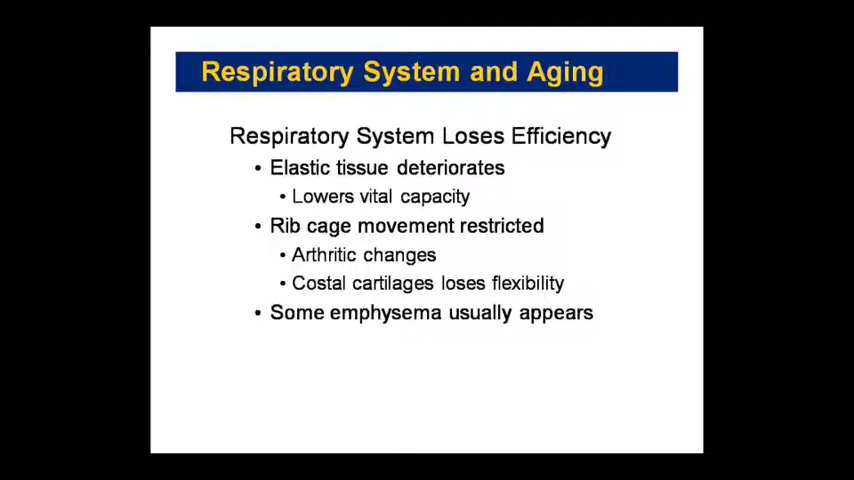 Respiratory System and Aging
Respiratory System Loses Efficiency
• Elastic tissue deteriorates
• Lowers vital capacity
• Rib cage movement restricted
• Arthritic changes
• Costal cartilages loses flexibility
• Some emphysema usually appears